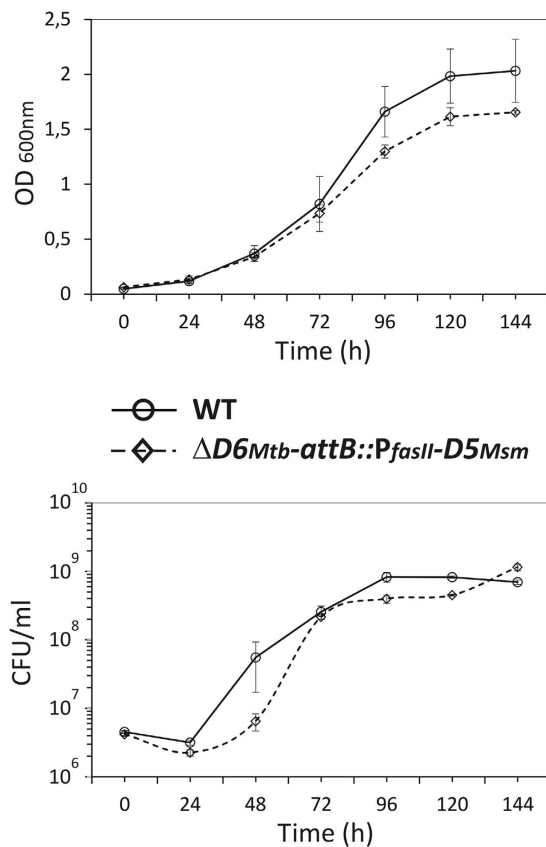 2,5
2
1,5
1
0,5
0
OD 600nm
0 24 48 72 96 120 144
Time (h)
WT
ΔD6Mtb-attB::PfasII-D5Msm
10^10
10^9
10^8
10^7
10^6
CFU/ml
0 24 48 72 96 120 144
Time (h)